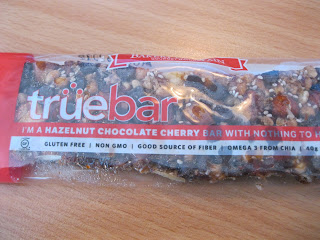 trüebar
I'M A HAZELNUT CHOCOLATE CHERRY BAR WITH NOTHING TO
GLUTEN FREE | NON GMO | GOOD SOURCE OF FIBER | OMEGA 3 FROM CHIA | 48g